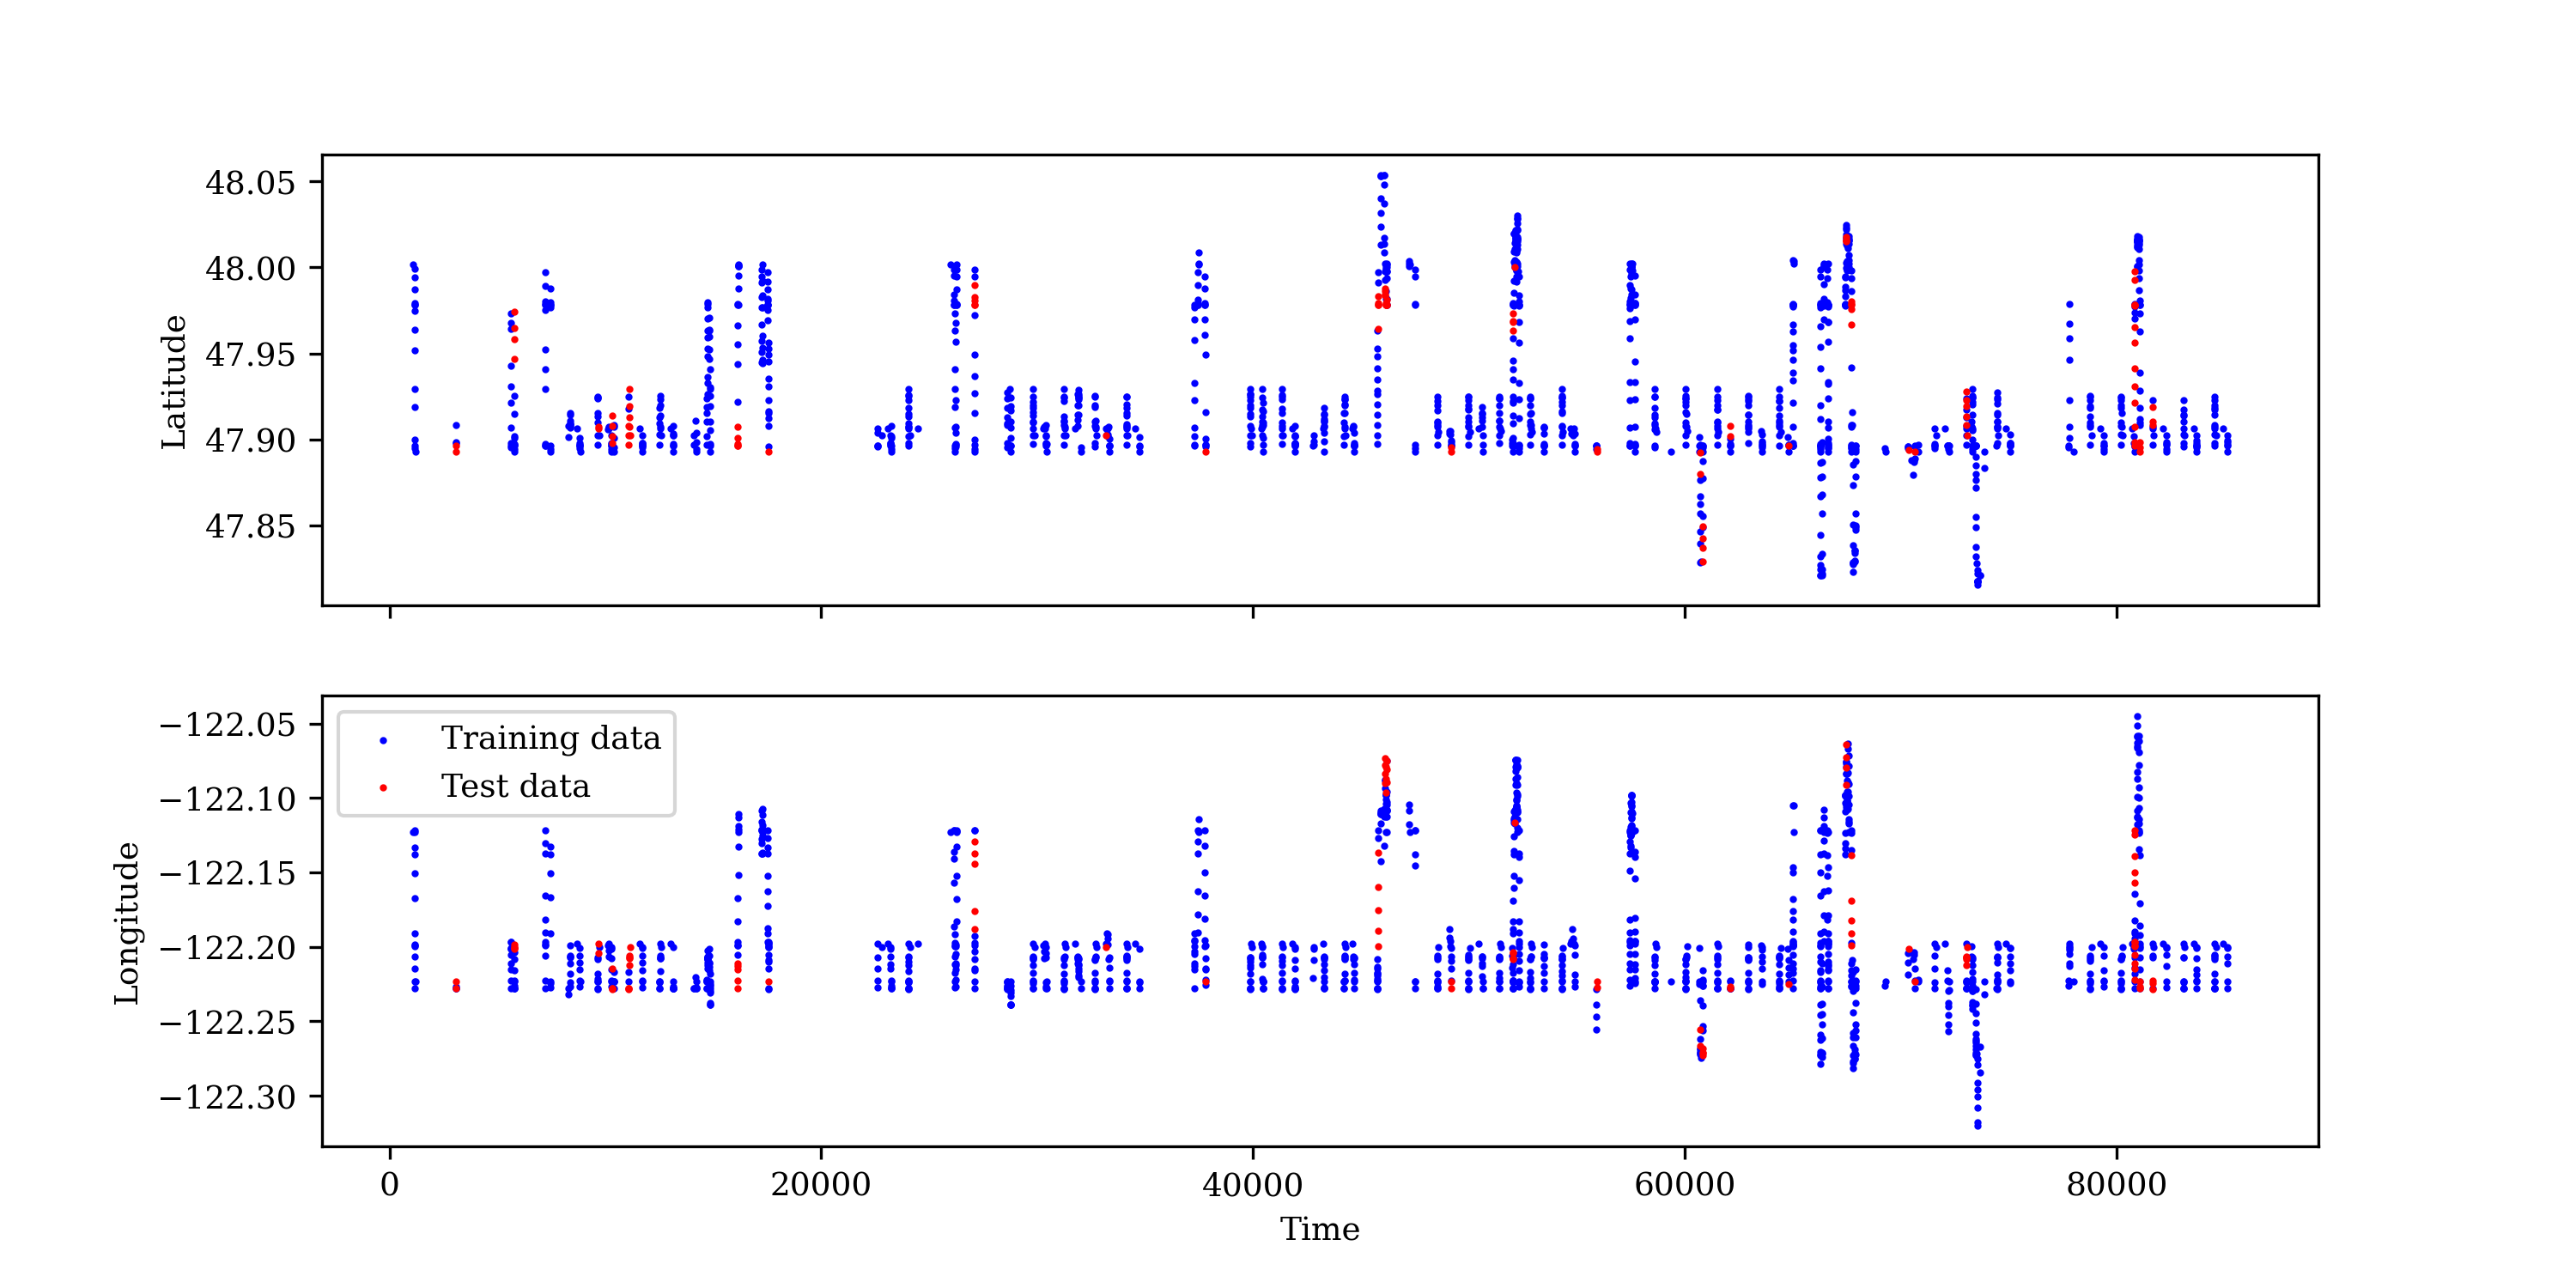 48.05
48.00
47.95
47.90
47.85
Latitude
−122.05
−122.10
−122.15
−122.20
−122.25
−122.30
Longitude
Training data
Test data
0 20000 40000 60000 80000
Time